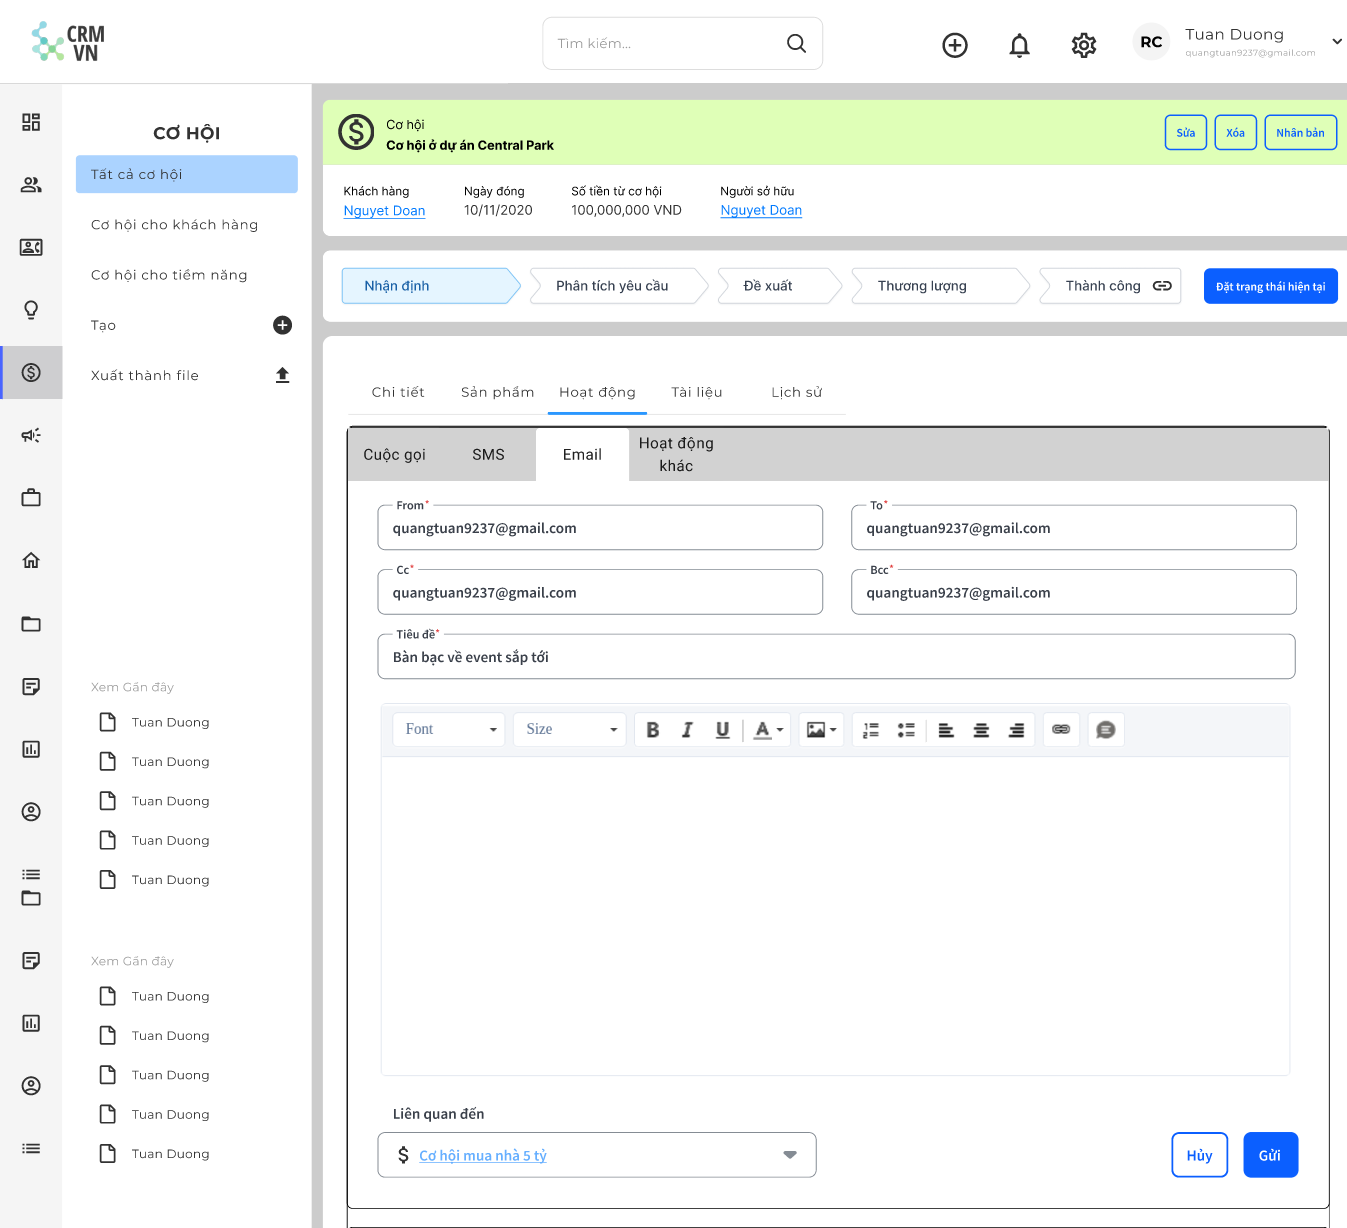 CRM
VN
Tìm kiếm...
RC
Tuan Duong
quangtuan9237@gmail.com
CƠ HỘI
Tất cả cơ hội
Cơ hội cho khách hàng
Cơ hội cho tiềm năng
Tạo
Xuất thành file
Xem Gần đây
Tuan Duong
Tuan Duong
Tuan Duong
Tuan Duong
Tuan Duong
Xem Gần đây
Tuan Duong
Tuan Duong
Tuan Duong
Tuan Duong
Tuan Duong
Cơ hội
Cơ hội ở dự án Central Park
Sửa
Xóa
Nhân bản
Khách hàng
Nguyet Doan
Ngày đóng
10/11/2020
Số tiền từ cơ hội
100,000,000 VND
Người sở hữu
Nguyet Doan
Nhận định
Phân tích yêu cầu
Đề xuất
Thương lượng
Thành công
Đặt trạng thái hiện tại
Chi tiết
Sản phẩm
Hoạt động
Tài liệu
Lịch sử
Cuộc gọi
SMS
Email
Hoạt động
khác
From*
quangtuan9237@gmail.com
To*
quangtuan9237@gmail.com
Cc*
quangtuan9237@gmail.com
Bcc*
quangtuan9237@gmail.com
Tiêu đề*
Bàn bạc về event sắp tới
Font
Size
B
I
U
A
Liên quan đến
$ Cơ hội mua nhà 5 tỷ
Hủy
Gửi